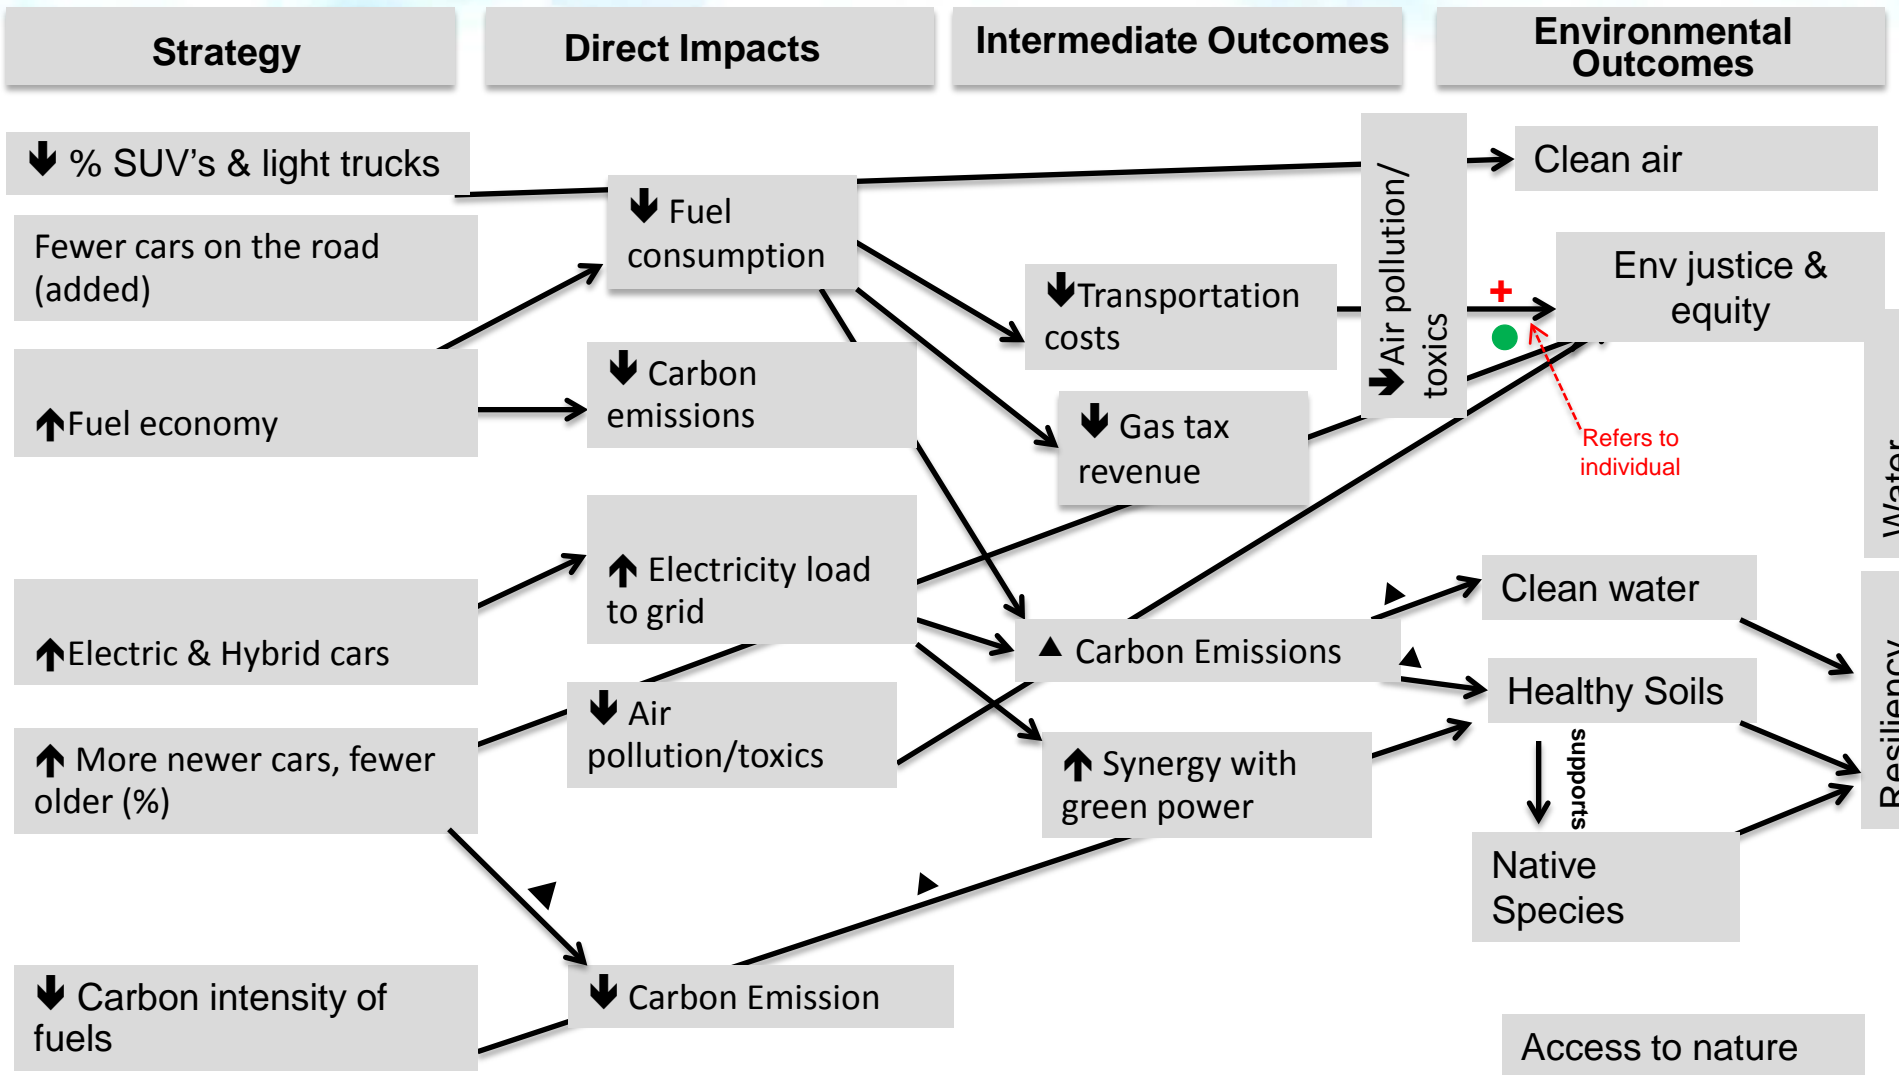 Strategy
Direct Impacts
Intermediate Outcomes
Environmental
Outcomes
🡻 % SUV's & light trucks
Fewer cars on the road
(added)
🡹Fuel economy
🡹Electric & Hybrid cars
🡹 More newer cars, fewer
older (%)
🡻 Carbon intensity of
fuels
🡻 Fuel
consumption
🡻 Carbon
emissions
🡹 Electricity load
to grid
🡻 Air
pollution/toxics
🡻 Carbon Emission
🡻Transportation
costs
🡻 Gas tax
revenue
▲ Carbon Emissions
🡹 Synergy with
green power
🡺Air pollution/
toxics
Clean air
+
Env justice &
equity
Refers to
individual
Clean water
Healthy Soils
supports
Native
Species
Access to nature
Water
Resiliency